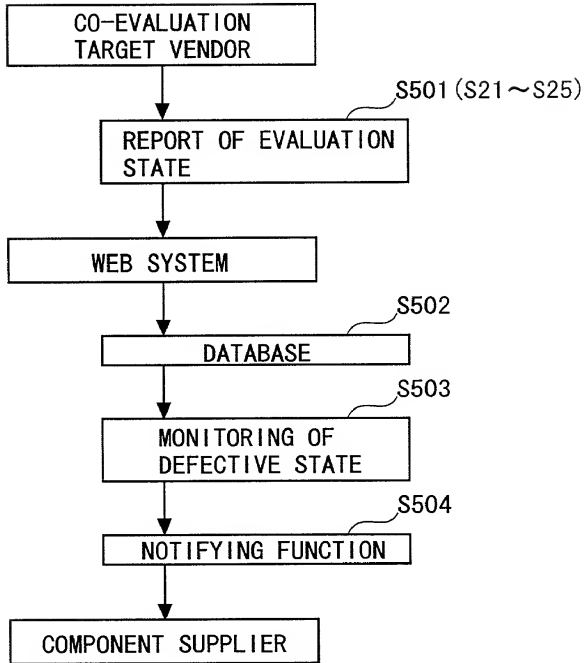 CO-EVALUATION
TARGET VENDOR
S501(S21～S25)
REPORT OF EVALUATION
STATE
WEB SYSTEM
S502
DATABASE
S503
MONITORING OF
DEFECTIVE STATE
S504
NOTIFYING FUNCTION
COMPONENT SUPPLIER